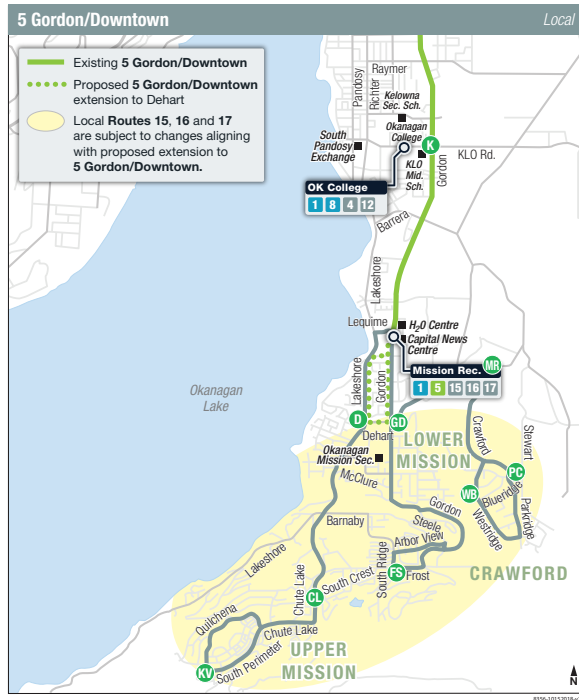 5 Gordon/Downtown
Local
Existing 5 Gordon/Downtown
Proposed 5 Gordon/Downtown
extension to Dehart
Local Routes 15, 16 and 17
are subject to changes aligning
with proposed extension to
5 Gordon/Downtown.
Pandosy
Richter
Raymer
Kelowna
Sec. Sch.
Okanagan
College
South
Pandosy
Exchange
K
KLO
Mid.
Sch.
Gordon
KLO Rd.
OK College
1 8 4 12
Barrera
Lakeshore
Lequime
H₂O Centre
Capital News
Centre
Mission Rec.
MR
1 5 15 16 17
Okanagan
Lake
Lakeshore
Gordon
D
GD
Dehart
LOWER
MISSION
Okanagan
Mission Sec.
McClure
Crawford
Stewart
PC
WB
Blueridge
Westridge
Parkridge
Gordon
Steele
Barnaby
Arbor View
South Ridge
FS
Frost
CRAWFORD
Lakeshore
Chute Lake
South Crest
CL
Quilchena
Chute Lake
South Perimeter
KV
UPPER
MISSION
N